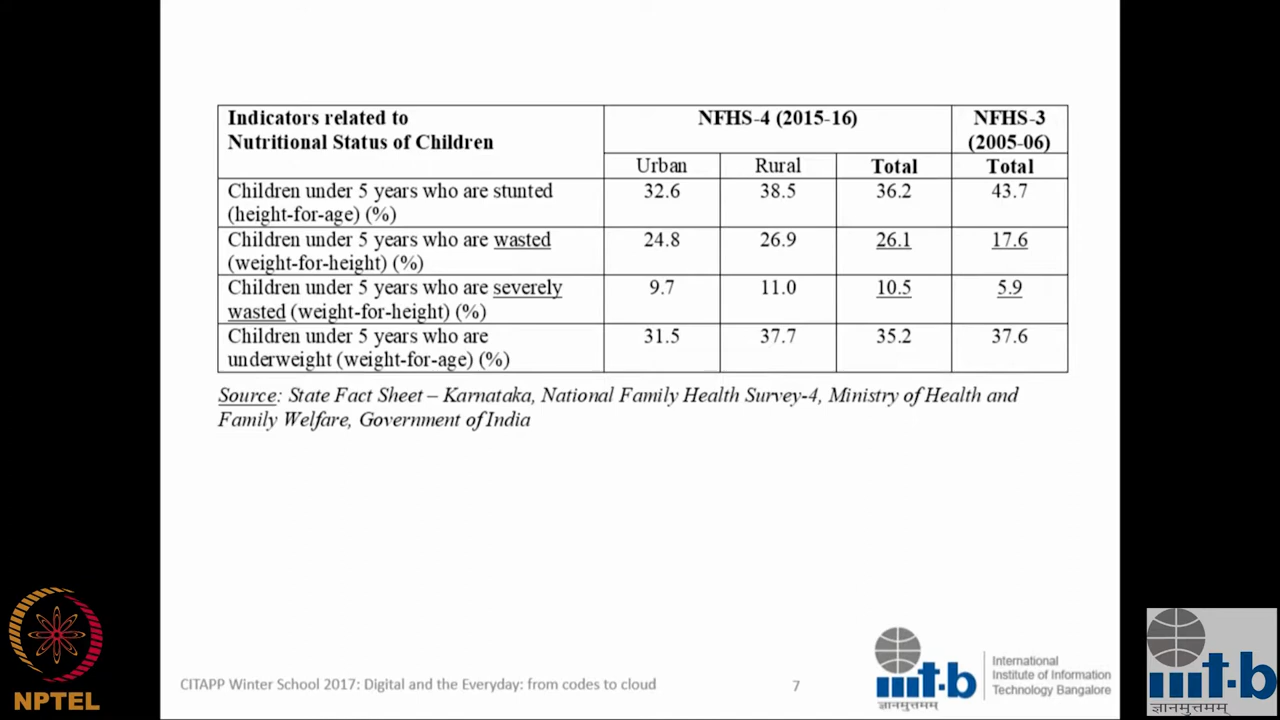 Indicators related to
Nutritional Status of Children
NFHS-4 (2015-16)
NFHS-3
(2005-06)
Urban
Rural
Total
Total
Children under 5 years who are stunted
(height-for-age) (%)
32.6
38.5
36.2
43.7
Children under 5 years who are wasted
(weight-for-height) (%)
24.8
26.9
26.1
17.6
Children under 5 years who are severely
wasted (weight-for-height) (%)
9.7
11.0
10.5
5.9
Children under 5 years who are
underweight (weight-for-age) (%)
31.5
37.7
35.2
37.6
Source: State Fact Sheet – Karnataka, National Family Health Survey-4, Ministry of Health and
Family Welfare, Government of India
NPTEL
CITAPP Winter School 2017: Digital and the Everyday: from codes to cloud
7
iiit-b
ज्ञानमुत्तमम्
International
Institute of Information
Technology Bangalore
iiit-b
ज्ञानमुत्तमम्